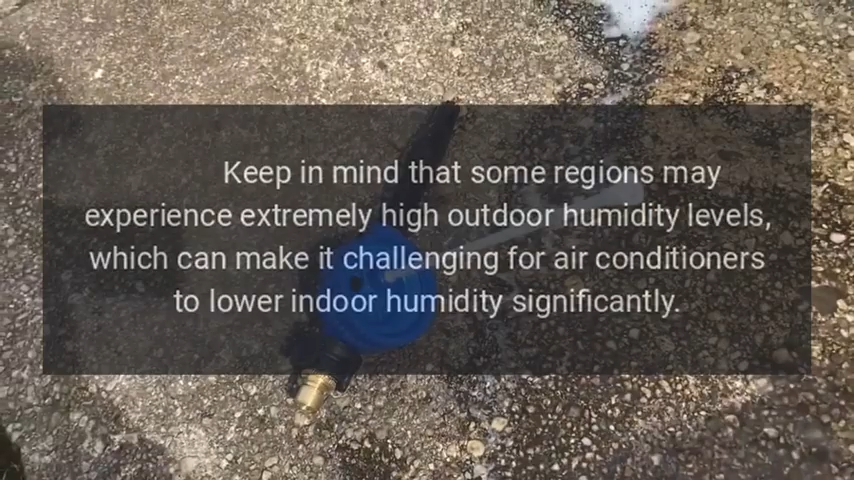 Keep in mind that some regions may
experience extremely high outdoor humidity levels,
which can make it challenging for air conditioners
to lower indoor humidity significantly.